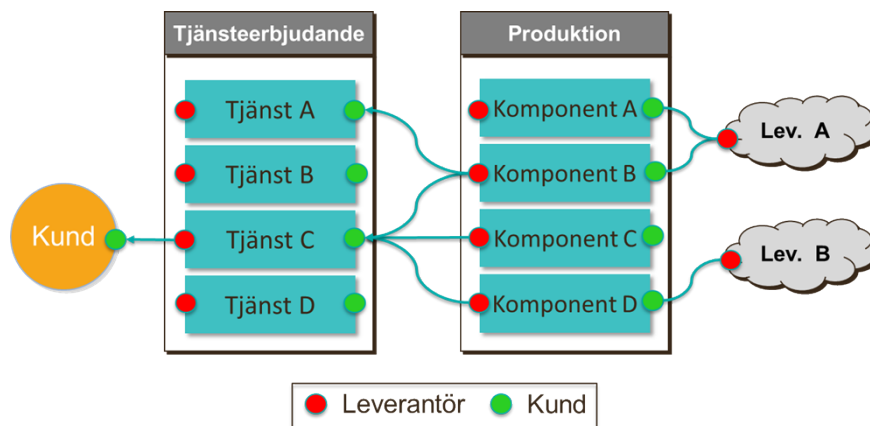 Tjänsteerbjudande
Produktion
Tjänst A
Komponent A
Lev. A
Tjänst B
Komponent B
Kund
Tjänst C
Komponent C
Lev. B
Tjänst D
Komponent D
Leverantör
Kund